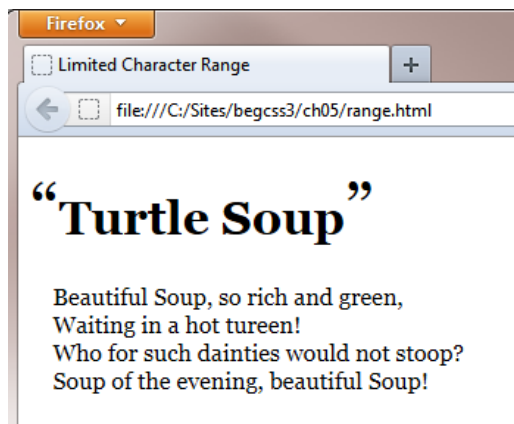 Firefox
Limited Character Range
file:///C:/Sites/begcss3/ch05/range.html
“Turtle Soup”
Beautiful Soup, so rich and green,
Waiting in a hot tureen!
Who for such dainties would not stoop?
Soup of the evening, beautiful Soup!